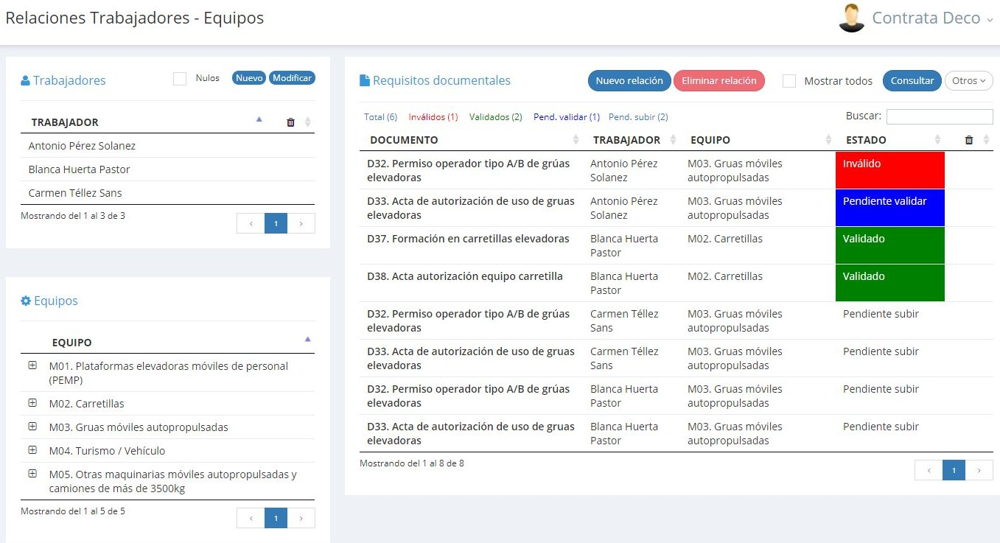 Relaciones Trabajadores - Equipos
Contrata Deco
Trabajadores
Nulos
Nuevo
Modificar
TRABAJADOR
Antonio Pérez Solanez
Blanca Huerta Pastor
Carmen Téllez Sans
Mostrando del 1 al 3 de 3
‹ 1 ›
Equipos
EQUIPO
M01. Plataformas elevadoras móviles de personal
(PEMP)
M02. Carretillas
M03. Gruas móviles autopropulsadas
M04. Turismo / Vehículo
M05. Otras maquinarias móviles autopropulsadas y
camiones de más de 3500kg
Mostrando del 1 al 5 de 5
‹ 1 ›
Requisitos documentales
Nuevo relación
Eliminar relación
Mostrar todos
Consultar
Otros
Total (6) Inválidos (1) Validados (2) Pend. validar (1) Pend. subir (2)
Buscar:
DOCUMENTO TRABAJADOR EQUIPO ESTADO
D32. Permiso operador tipo A/B de grúas Antonio Pérez M03. Gruas móviles Inválido
elevadoras Solanez autopropulsadas
D33. Acta de autorización de uso de gruas Antonio Pérez M03. Gruas móviles Pendiente validar
elevadoras Solanez autopropulsadas
D37. Formación en carretillas elevadoras Blanca Huerta M02. Carretillas Validado
Pastor
D38. Acta autorización equipo carretilla Blanca Huerta M02. Carretillas Validado
Pastor
D32. Permiso operador tipo A/B de grúas Carmen Téllez M03. Gruas móviles Pendiente subir
elevadoras Sans autopropulsadas
D33. Acta de autorización de uso de gruas Carmen Téllez M03. Gruas móviles Pendiente subir
elevadoras Sans autopropulsadas
D32. Permiso operador tipo A/B de grúas Blanca Huerta M03. Gruas móviles Pendiente subir
elevadoras Pastor autopropulsadas
D33. Acta de autorización de uso de gruas Blanca Huerta M03. Gruas móviles Pendiente subir
elevadoras Pastor autopropulsadas
Mostrando del 1 al 8 de 8
‹ 1 ›